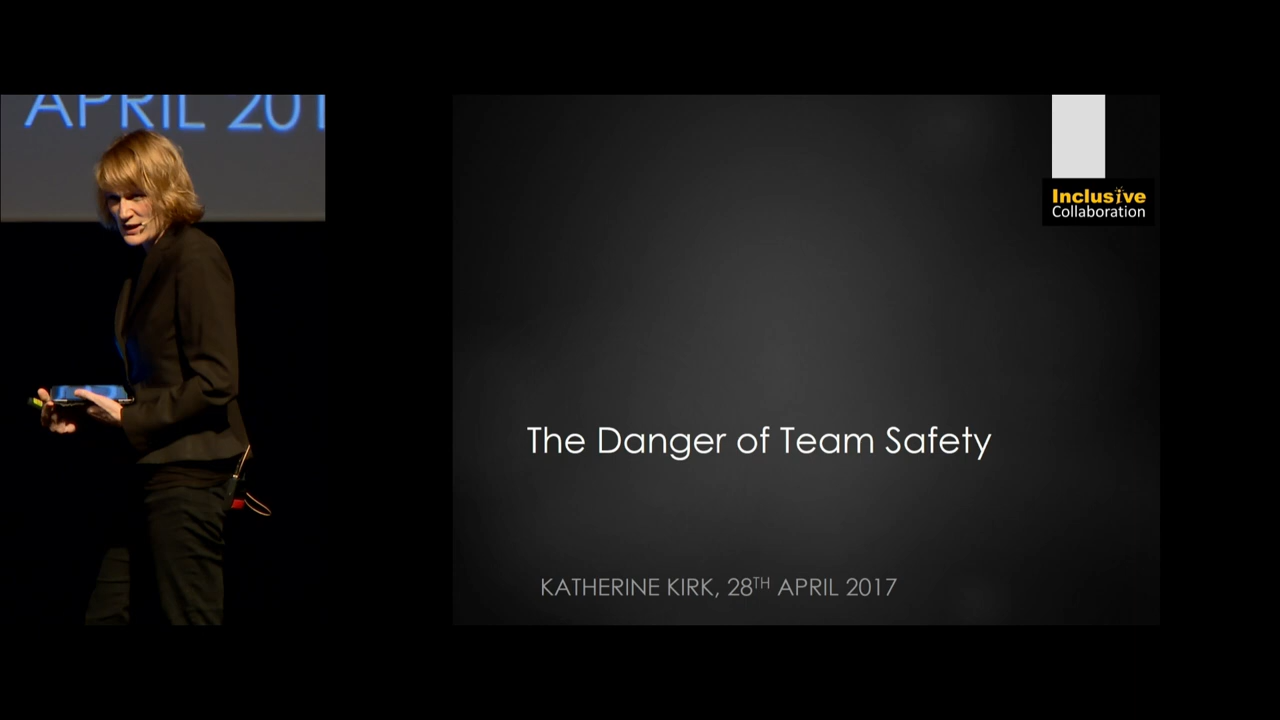 APRIL 201
Inclusive
Collaboration
The Danger of Team Safety
KATHERINE KIRK, 28TH APRIL 2017